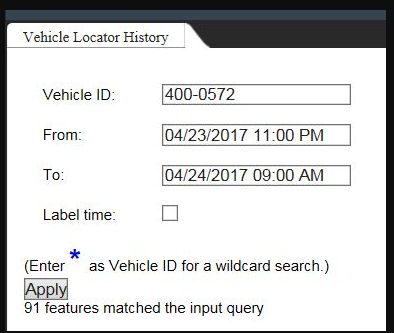 Vehicle Locator History
Vehicle ID: 400-0572
From: 04/23/2017 11:00 PM
To: 04/24/2017 09:00 AM
Label time:
(Enter * as Vehicle ID for a wildcard search.)
Apply
91 features matched the input query